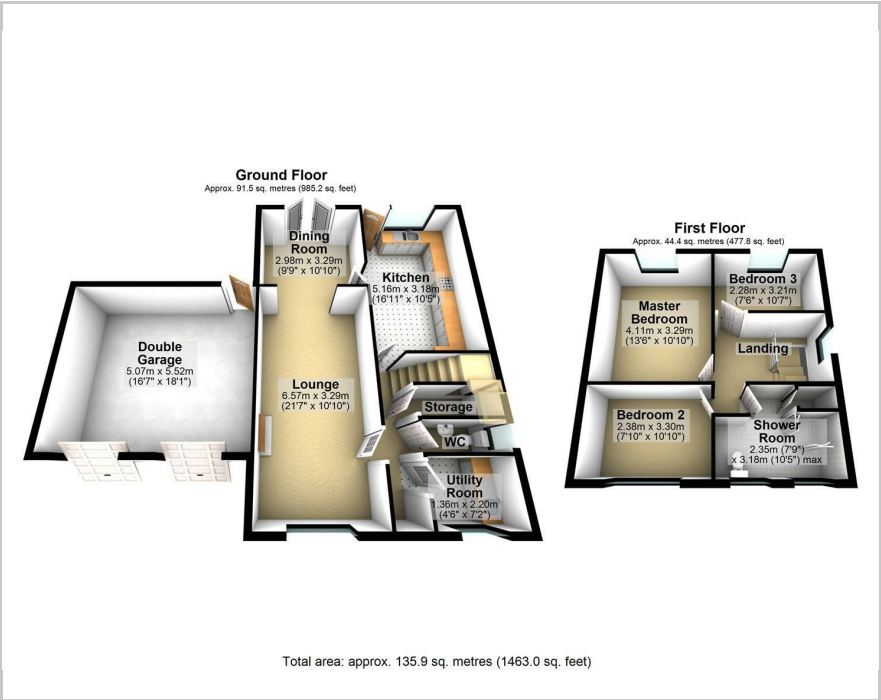 Ground Floor
Approx. 91.5 sq. metres (985.2 sq. feet)
Dining
Room
2.98m x 3.29m
(9'9" x 10'10")
Kitchen
5.16m x 3.18m
(16'11" x 10'5")
Double
Garage
5.07m x 5.52m
(16'7" x 18'1")
Lounge
6.57m x 3.29m
(21'7" x 10'10")
Storage
WC
Utility
Room
1.36m x 2.20m
(4'6" x 7'2")
First Floor
Approx. 44.4 sq. metres (477.8 sq. feet)
Bedroom 3
2.28m x 3.21m
(7'6" x 10'7")
Master
Bedroom
4.11m x 3.29m
(13'6" x 10'10")
Landing
Bedroom 2
2.38m x 3.30m
(7'10" x 10'10")
Shower
Room
2.35m (7'9")
x 3.18m (10'5") max
Total area: approx. 135.9 sq. metres (1463.0 sq. feet)